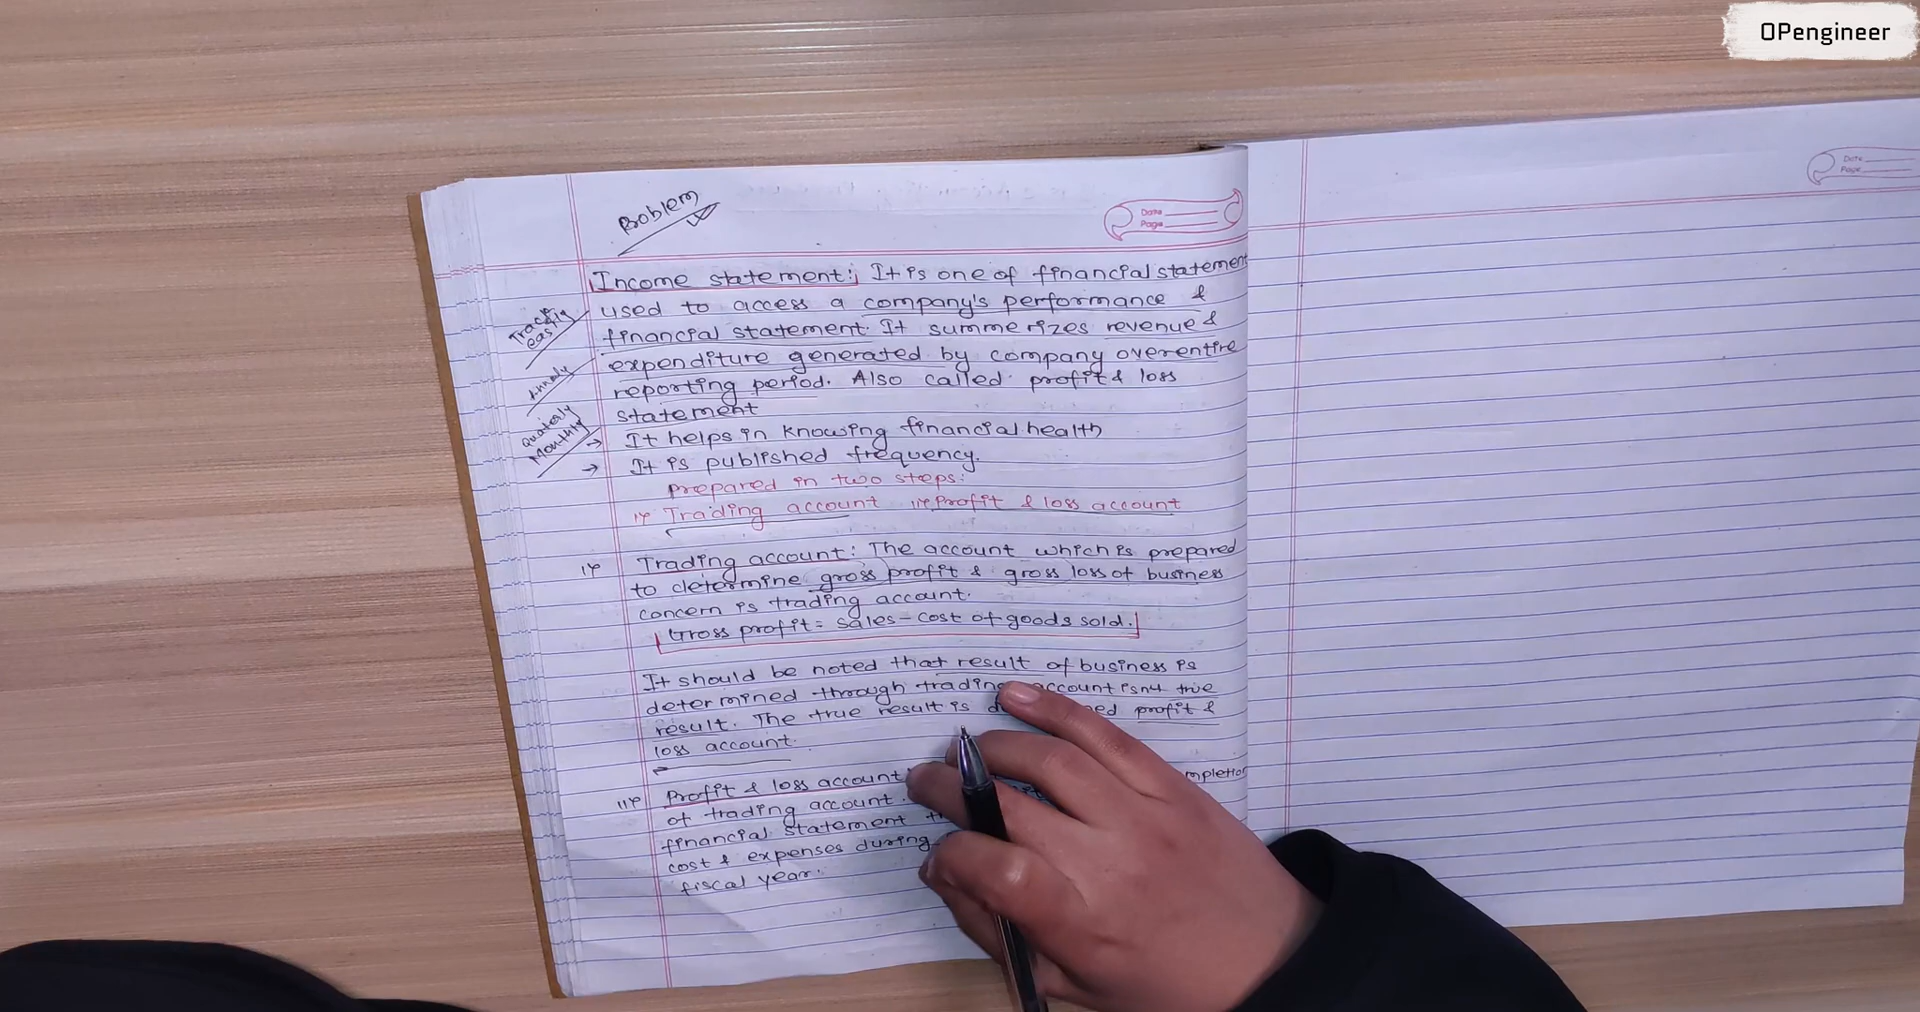 OPengineer
Problem
Date
Page
Date
Page
Income statement: It is one of financial statement
used to access a company's performance &
financial statement. It summerizes revenue &
expenditure generated by company over entire
reporting period. Also called profit & loss
statement
Track
easily
Quaterly
Monthly
→ It helps in knowing financial health
→ It is published frequency.
prepared in two steps:
i) Trading account ii) Profit & loss account
i) Trading account: The account which is prepared
to determine gross profit & gross loss of business
concern is trading account.
Gross profit = sales - cost of goods sold.
It should be noted that result of business is
determined through trading account isn't true
result. The true result is profit &
loss account.
ii) Profit & loss account
of trading account.
financial statement
cost & expenses during
fiscal year.